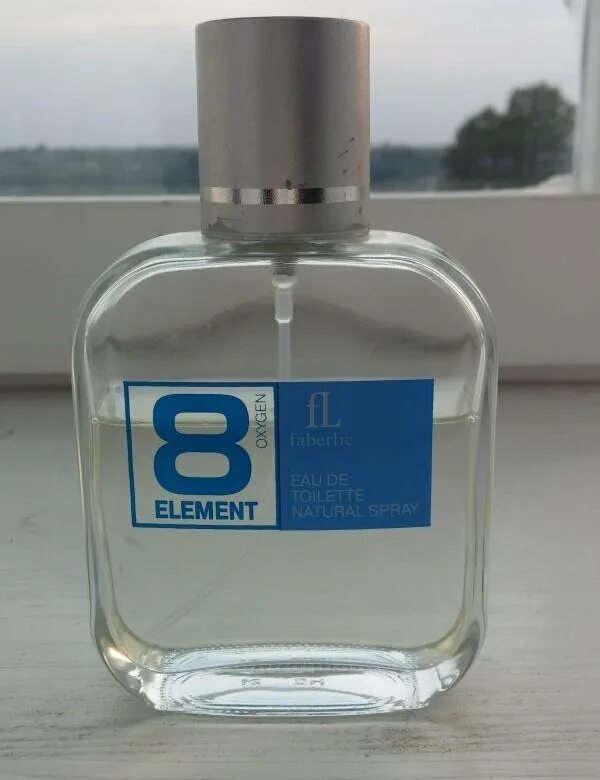 8
OXYGEN
ELEMENT
fL
faberlic
EAU DE
TOILETTE
NATURAL SPRAY